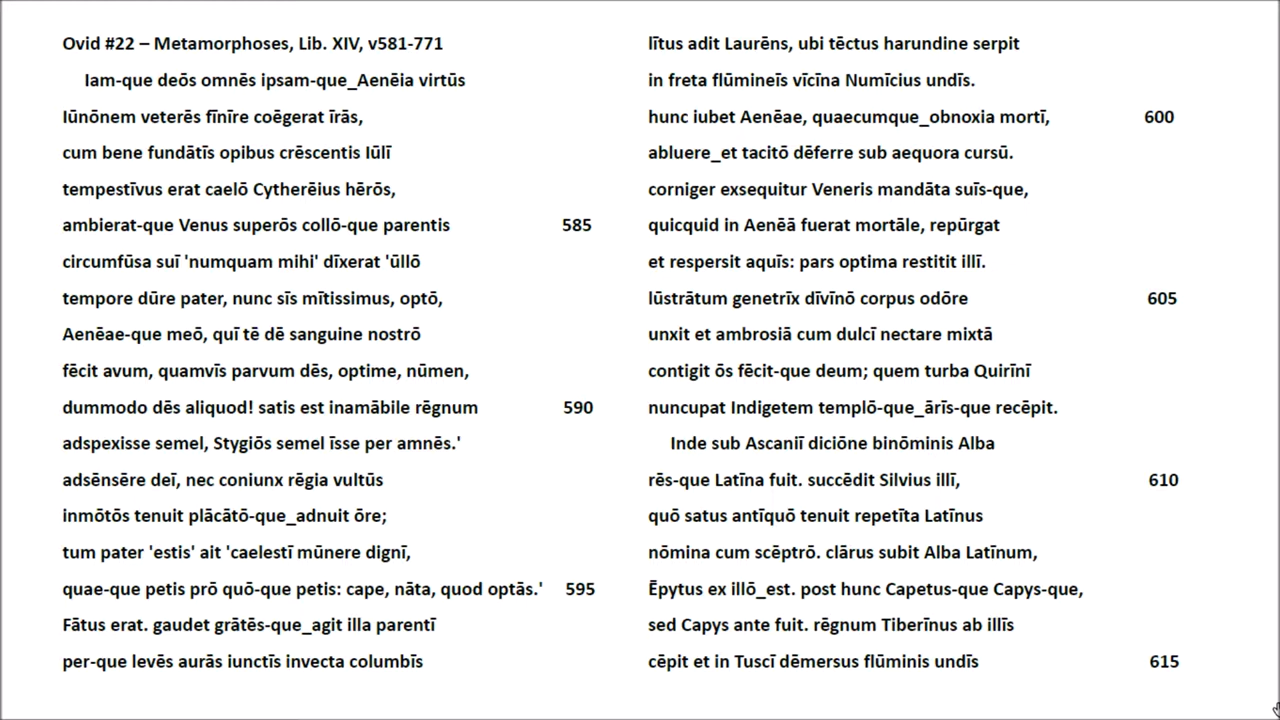 Ovid #22 – Metamorphoses, Lib. XIV, v581-771
Iam-que deōs omnēs ipsam-que_Aenēia virtūs
Iūnōnem veterēs fīnīre coēgerat īrās,
cum bene fundātīs opibus crēscentis Iūlī
tempestīvus erat caelō Cytherēius hērōs,
ambierat-que Venus superōs collō-que parentis 585
circumfūsa suī 'numquam mihi' dīxerat 'ūllō
tempore dūre pater, nunc sīs mītissimus, optō,
Aenēae-que meō, quī tē dē sanguine nostrō
fēcit avum, quamvīs parvum dēs, optime, nūmen,
dummodo dēs aliquod! satis est inamābile rēgnum 590
adspexisse semel, Stygiōs semel īsse per amnēs.'
adsēnsēre deī, nec coniunx rēgia vultūs
inmōtōs tenuit plācātō-que_adnuit ōre;
tum pater 'estis' ait 'caelestī mūnere dignī,
quae-que petis prō quō-que petis: cape, nāta, quod optās.' 595
Fātus erat. gaudet grātēs-que_agit illa parentī
per-que levēs aurās iunctīs invecta columbīs
lītus adit Laurēns, ubi tēctus harundine serpit
in freta flūmineīs vīcīna Numīcius undīs.
hunc iubet Aenēae, quaecumque_obnoxia mortī, 600
abluere_et tacitō dēferre sub aequora cursū.
corniger exsequitur Veneris mandāta suīs-que,
quicquid in Aenēā fuerat mortāle, repūrgat
et respersit aquīs: pars optima restitit illī.
lūstrātum genetrīx dīvīnō corpus odōre 605
unxit et ambrosiā cum dulcī nectare mixtā
contigit ōs fēcit-que deum; quem turba Quirīnī
nuncupat Indigetem templō-que_ārīs-que recēpit.
Inde sub Ascaniī diciōne binōminis Alba
rēs-que Latīna fuit. succēdit Silvius illī, 610
quō satus antīquō tenuit repetīta Latīnus
nōmina cum scēptrō. clārus subit Alba Latīnum,
Ēpytus ex illō_est. post hunc Capetus-que Capys-que,
sed Capys ante fuit. rēgnum Tiberīnus ab illīs
cēpit et in Tuscī dēmersus flūminis undīs 615